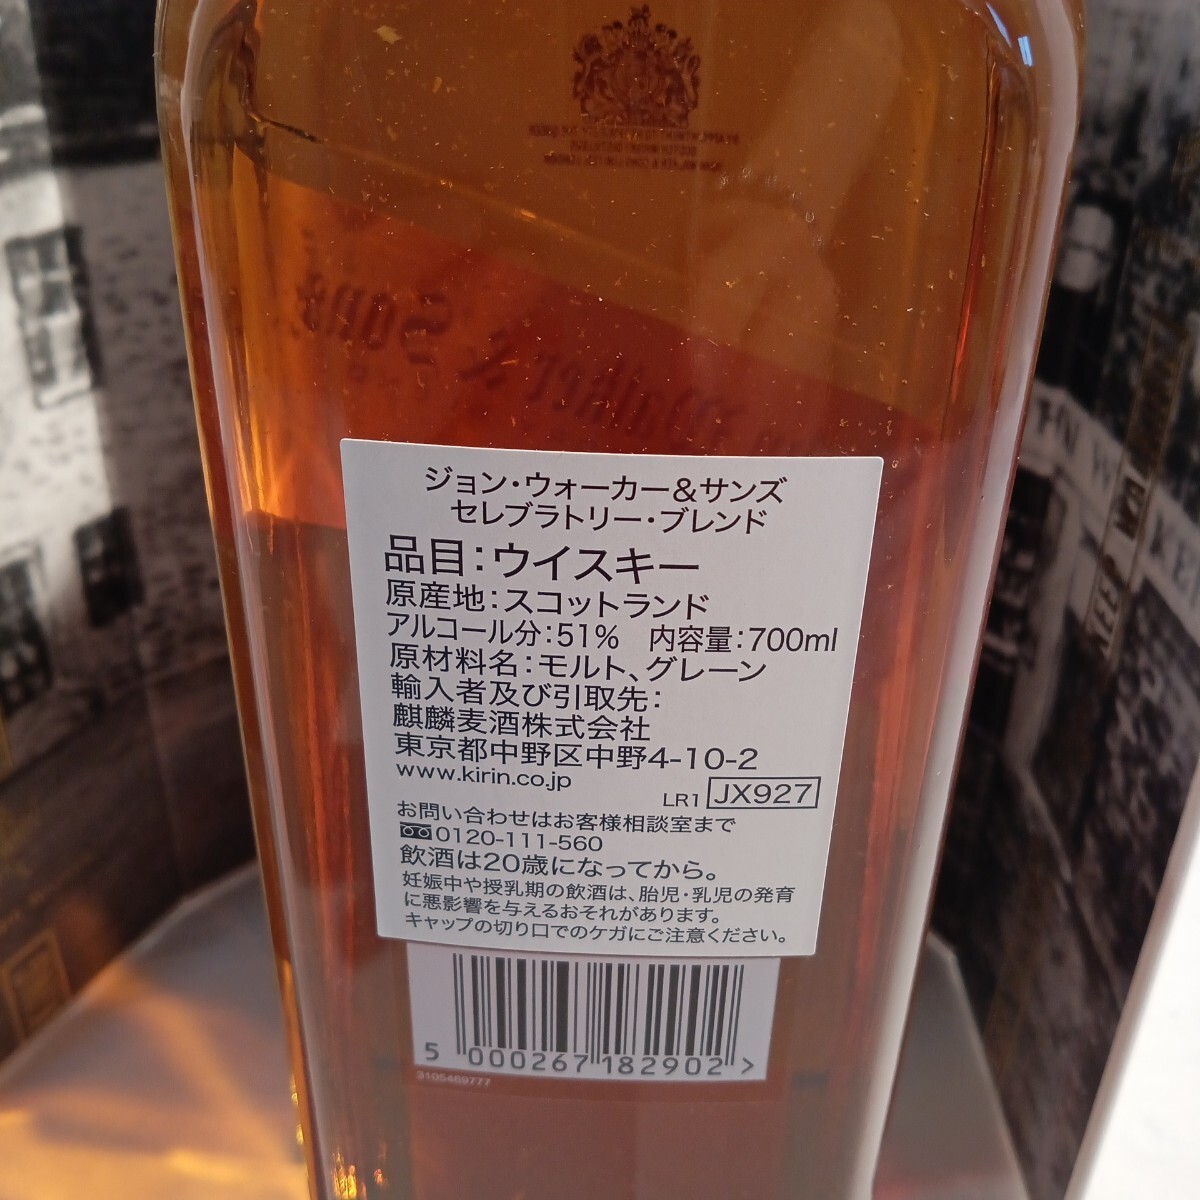 & Sons
ジョン・ウォーカー&サンズ
セレブラトリー・ブレンド
品目:ウイスキー
原産地:スコットランド
アルコール分:51% 内容量:700ml
原材料名:モルト、グレーン
輸入者及び引取先:
麒麟麦酒株式会社
東京都中野区中野4-10-2
www.kirin.co.jp
LR1 JX927
お問い合わせはお客様相談室まで
0120-111-560
飲酒は20歳になってから。
妊娠中や授乳期の飲酒は、胎児・乳児の発育
に悪影響を与えるおそれがあります。
キャップの切り口でのケガにご注意ください。
5 000267 182902 >
3105469777